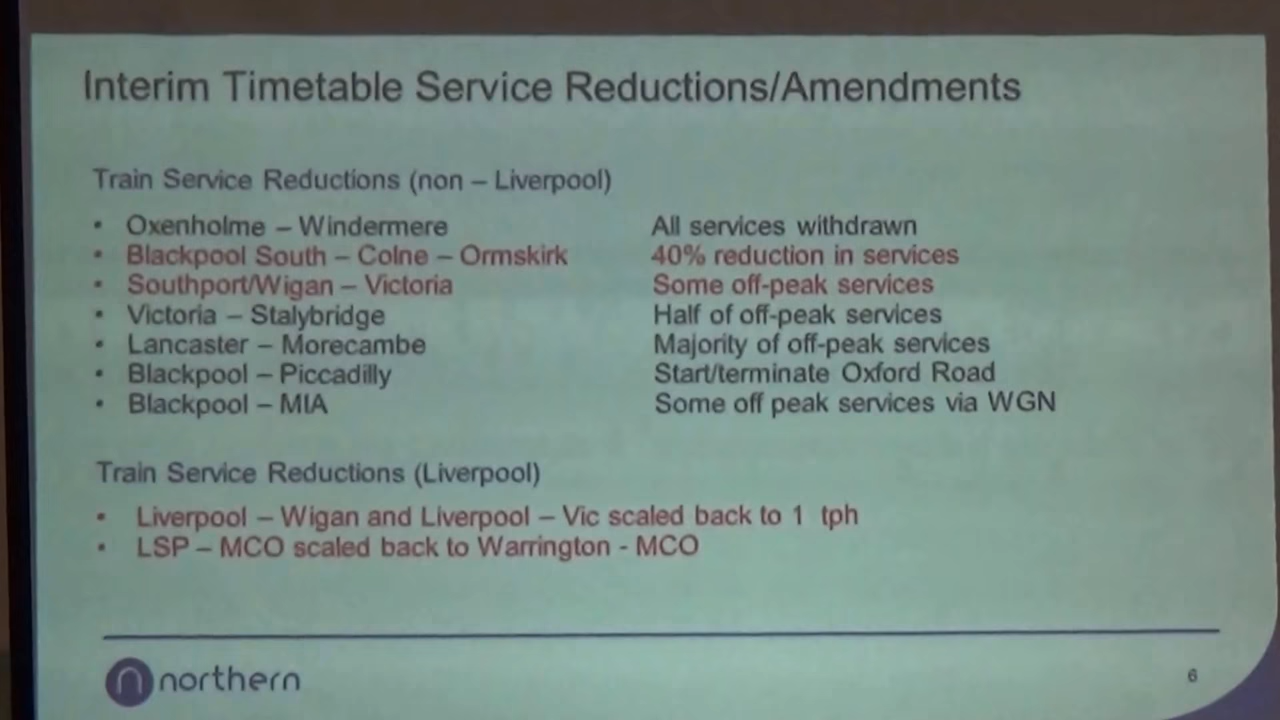 Interim Timetable Service Reductions/Amendments
Train Service Reductions (non – Liverpool)
• Oxenholme – Windermere All services withdrawn
• Blackpool South – Colne – Ormskirk 40% reduction in services
• Southport/Wigan – Victoria Some off-peak services
• Victoria – Stalybridge Half of off-peak services
• Lancaster – Morecambe Majority of off-peak services
• Blackpool – Piccadilly Start/terminate Oxford Road
• Blackpool – MIA Some off peak services via WGN
Train Service Reductions (Liverpool)
• Liverpool – Wigan and Liverpool – Vic scaled back to 1 tph
• LSP – MCO scaled back to Warrington - MCO
n northern
6